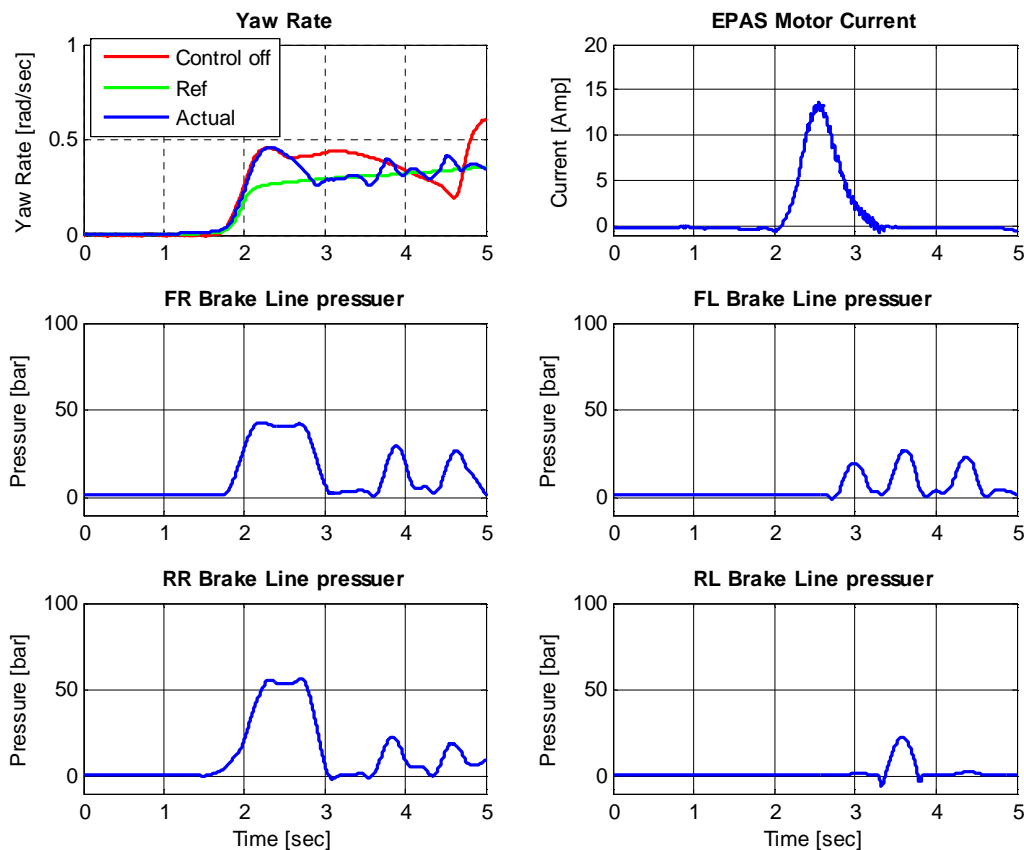 Yaw Rate
Control off
Ref
Actual
Yaw Rate [rad/sec]
1
0.5
0
0 1 2 3 4 5
EPAS Motor Current
Current [Amp]
20
15
10
5
0
0 1 2 3 4 5
FR Brake Line pressuer
Pressure [bar]
100
50
0
0 1 2 3 4 5
FL Brake Line pressuer
Pressure [bar]
100
50
0
0 1 2 3 4 5
RR Brake Line pressuer
Pressure [bar]
100
50
0
0 1 2 3 4 5
Time [sec]
RL Brake Line pressuer
Pressure [bar]
100
50
0
0 1 2 3 4 5
Time [sec]